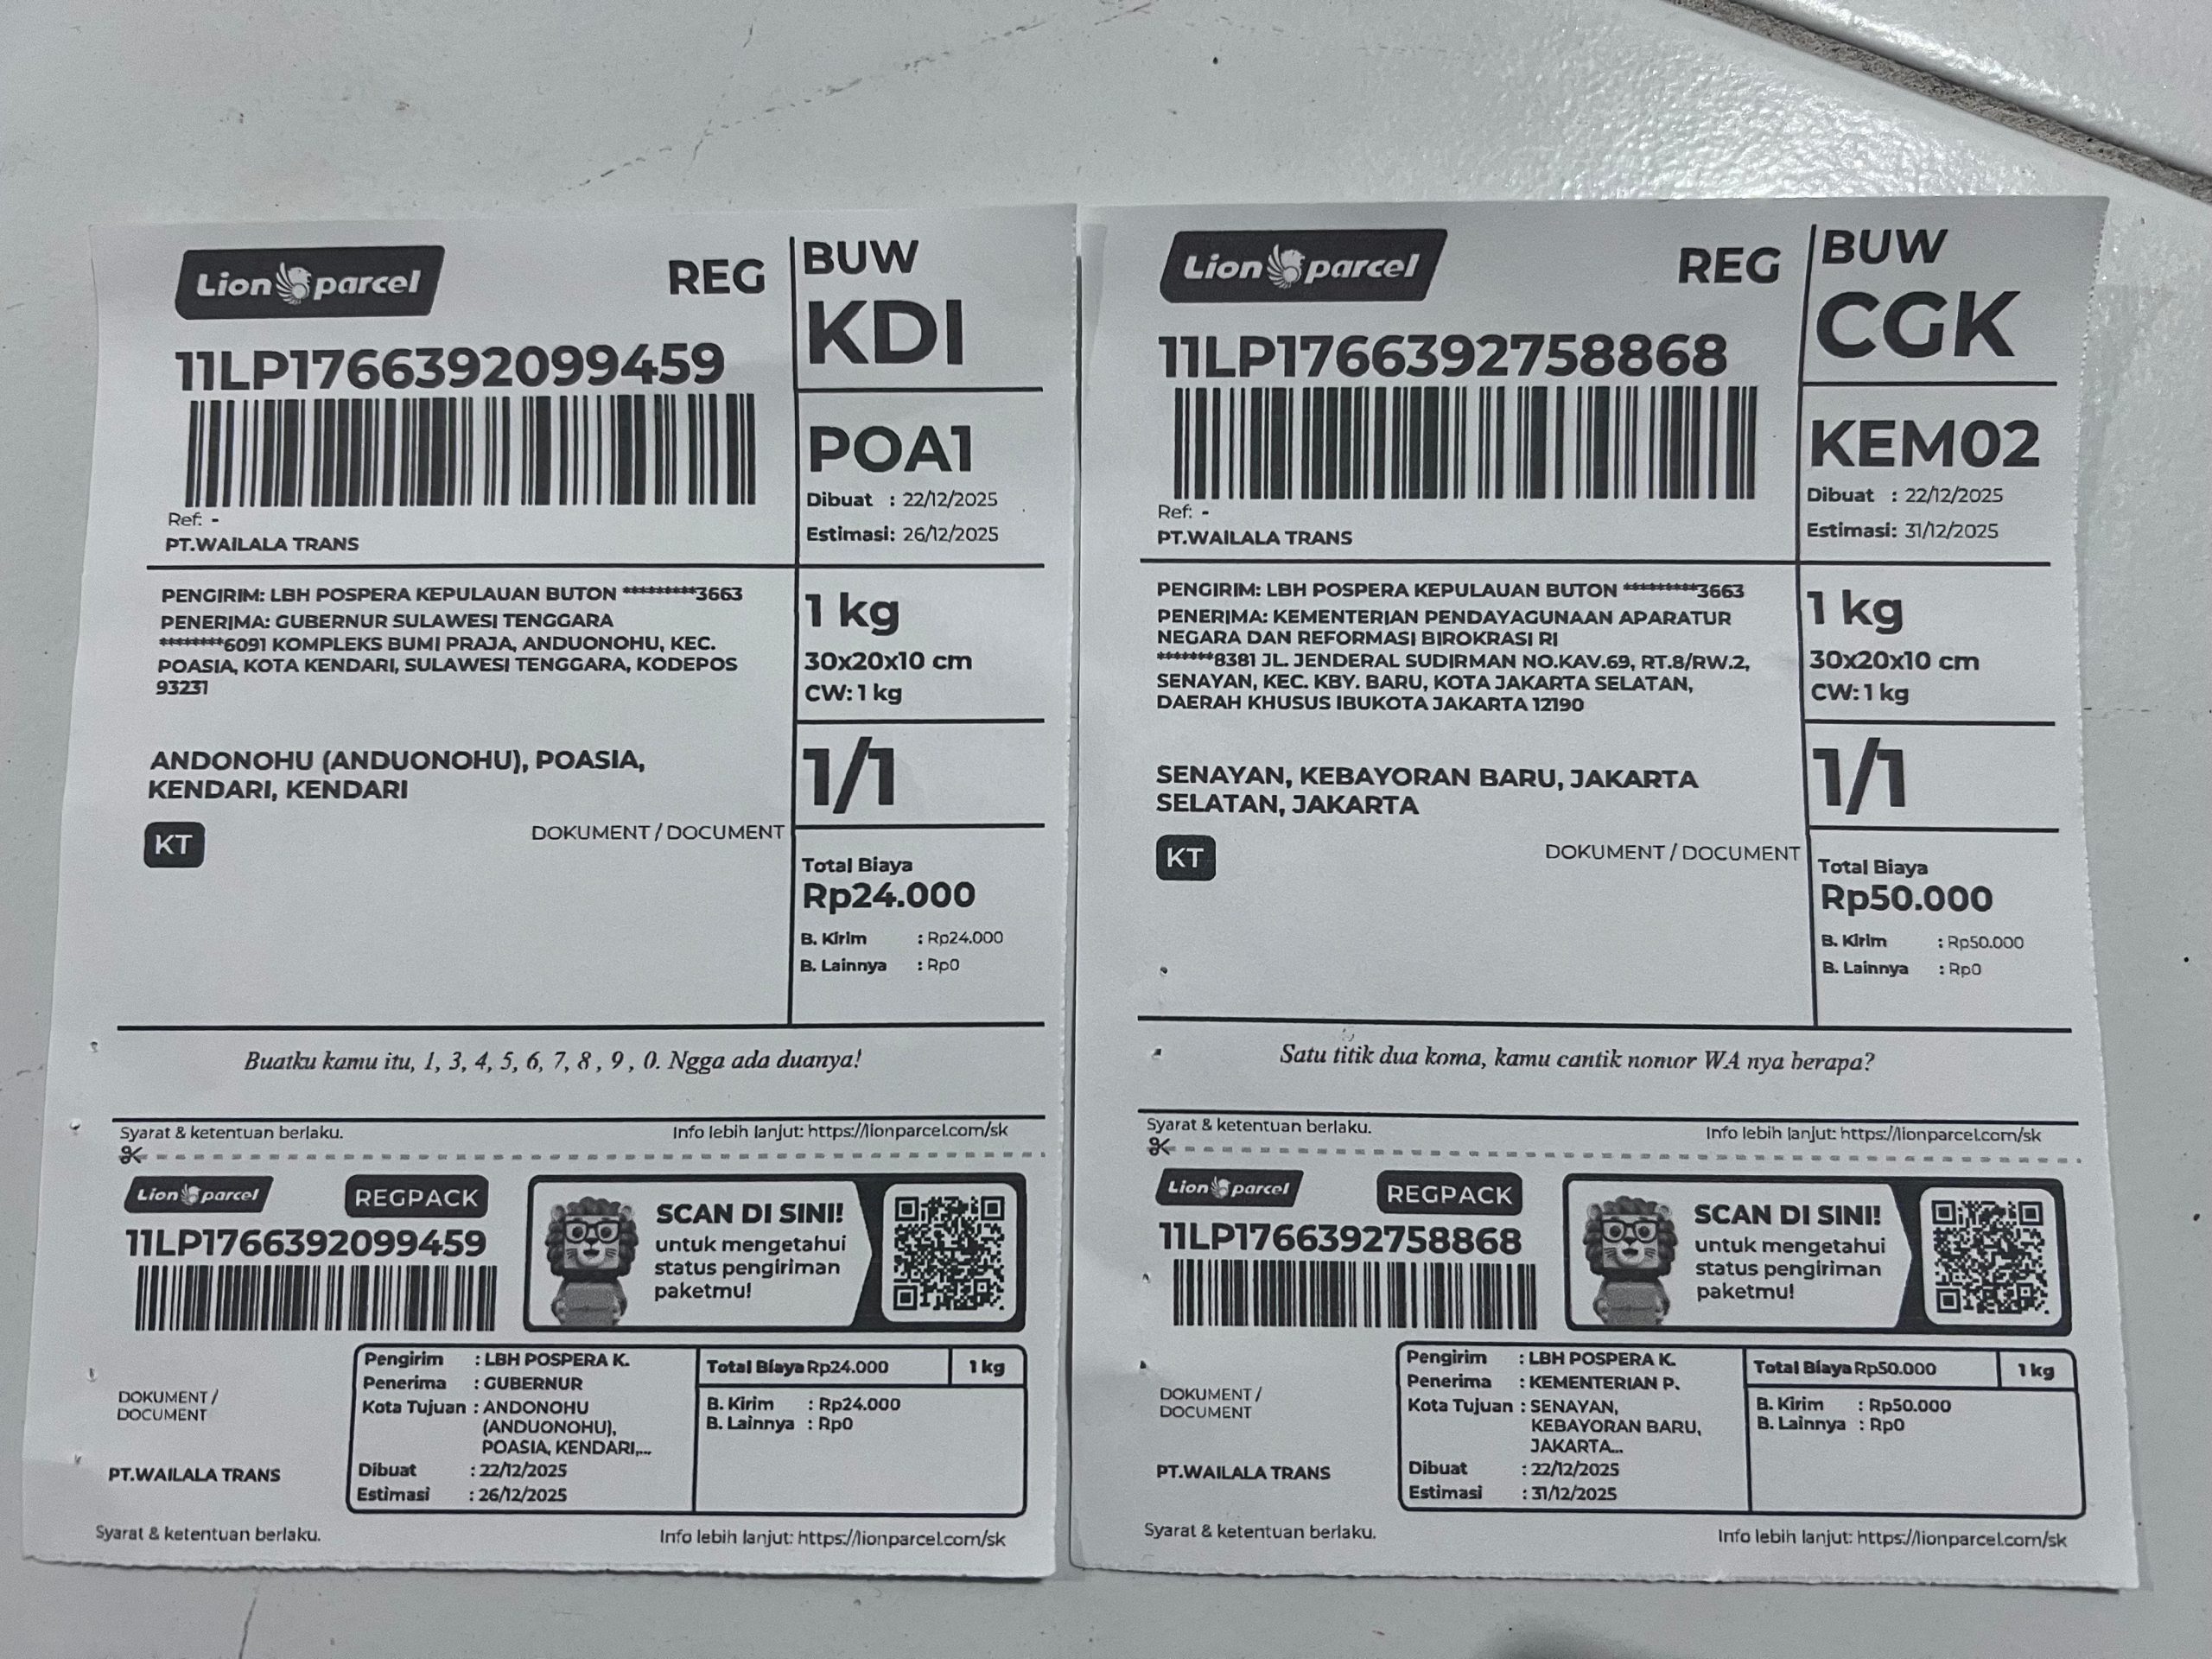 Lion parcel
REG
BUW
KDI
11LP1766392099459
POA1
Dibuat : 22/12/2025
Estimasi: 26/12/2025
Ref: -
PT.WAILALA TRANS
PENGIRIM: LBH POSPERA KEPULAUAN BUTON *********3663
PENERIMA: GUBERNUR SULAWESI TENGGARA
********6091 KOMPLEKS BUMI PRAJA, ANDUONOHU, KEC.
POASIA, KOTA KENDARI, SULAWESI TENGGARA, KODEPOS
93231
1 kg
30x20x10 cm
CW: 1 kg
ANDONOHU (ANDUONOHU), POASIA,
KENDARI, KENDARI
1/1
KT
DOKUMENT / DOCUMENT
Total Biaya
Rp24.000
B. Kirim : Rp24.000
B. Lainnya : Rp0
Buatku kamu itu, 1, 3, 4, 5, 6, 7, 8 , 9 , 0. Ngga ada duanya!
Syarat & ketentuan berlaku.
Info lebih lanjut: https://lionparcel.com/sk
Lion parcel
REGPACK
11LP1766392099459
SCAN DI SINI!
untuk mengetahui
status pengiriman
paketmu!
DOKUMENT /
DOCUMENT
PT.WAILALA TRANS
Pengirim : LBH POSPERA K.
Penerima : GUBERNUR
Kota Tujuan : ANDONOHU
(ANDUONOHU),
POASIA, KENDARI,...
Dibuat : 22/12/2025
Estimasi : 26/12/2025
Total Biaya Rp24.000
1 kg
B. Kirim : Rp24.000
B. Lainnya : Rp0
Syarat & ketentuan berlaku.
Info lebih lanjut: https://lionparcel.com/sk
Lion parcel
REG
BUW
CGK
11LP1766392758868
KEM02
Dibuat : 22/12/2025
Estimasi: 31/12/2025
Ref: -
PT.WAILALA TRANS
PENGIRIM: LBH POSPERA KEPULAUAN BUTON *********3663
PENERIMA: KEMENTERIAN PENDAYAGUNAAN APARATUR
NEGARA DAN REFORMASI BIROKRASI RI
*******8381 JL. JENDERAL SUDIRMAN NO.KAV.69, RT.8/RW.2,
SENAYAN, KEC. KBY. BARU, KOTA JAKARTA SELATAN,
DAERAH KHUSUS IBUKOTA JAKARTA 12190
1 kg
30x20x10 cm
CW: 1 kg
SENAYAN, KEBAYORAN BARU, JAKARTA
SELATAN, JAKARTA
1/1
KT
DOKUMENT / DOCUMENT
Total Biaya
Rp50.000
B. Kirim : Rp50.000
B. Lainnya : Rp0
Satu titik dua koma, kamu cantik nomor WA nya berapa?
Syarat & ketentuan berlaku.
Info lebih lanjut: https://lionparcel.com/sk
Lion parcel
REGPACK
11LP1766392758868
SCAN DI SINI!
untuk mengetahui
status pengiriman
paketmu!
DOKUMENT /
DOCUMENT
PT.WAILALA TRANS
Pengirim : LBH POSPERA K.
Penerima : KEMENTERIAN P.
Kota Tujuan : SENAYAN,
KEBAYORAN BARU,
JAKARTA...
Dibuat : 22/12/2025
Estimasi : 31/12/2025
Total Biaya Rp50.000
1 kg
B. Kirim : Rp50.000
B. Lainnya : Rp0
Syarat & ketentuan berlaku.
Info lebih lanjut: https://lionparcel.com/sk